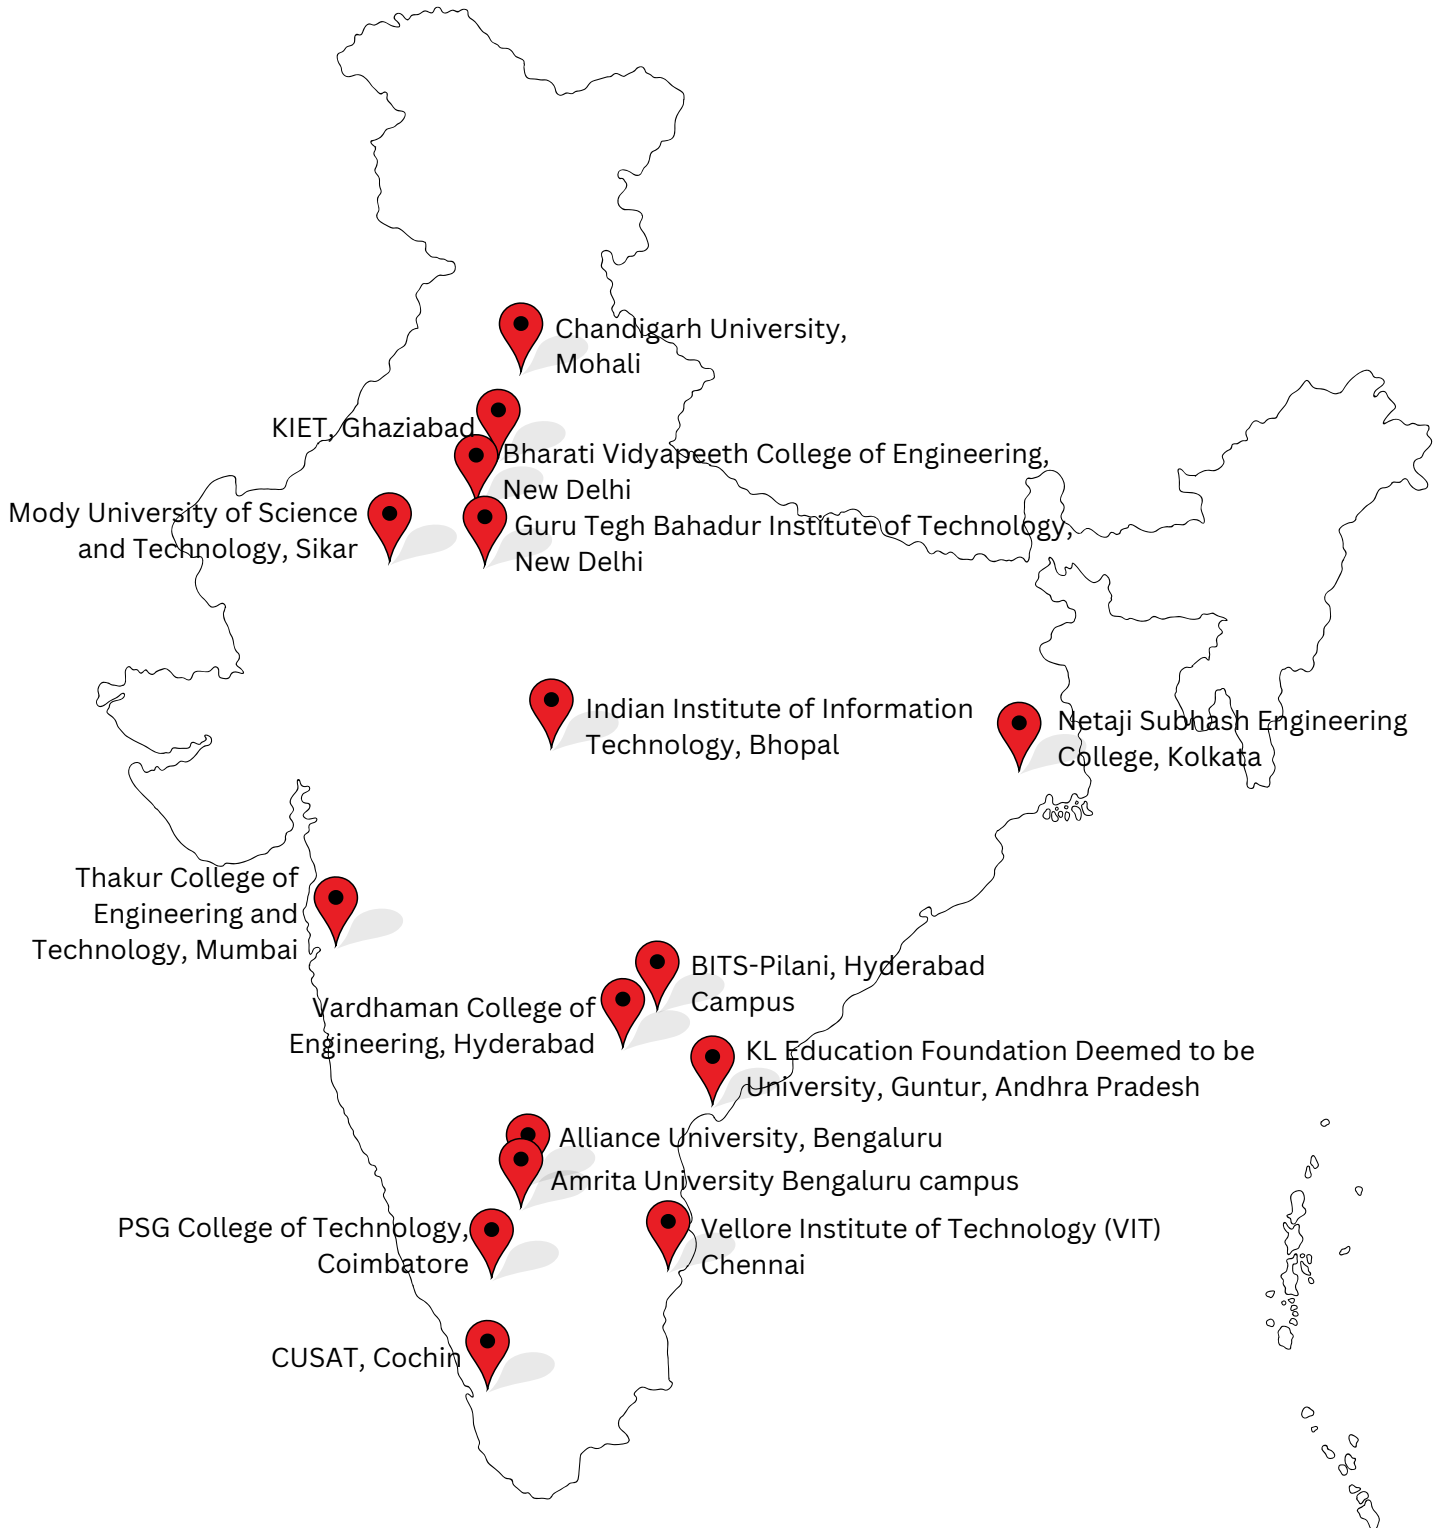 Chandigarh University,
Mohali
KIET, Ghaziabad
Bharati Vidyapeeth College of Engineering,
New Delhi
Mody University of Science
and Technology, Sikar
Guru Tegh Bahadur Institute of Technology,
New Delhi
Indian Institute of Information
Technology, Bhopal
Netaji Subhash Engineering
College, Kolkata
Thakur College of
Engineering and
Technology, Mumbai
BITS-Pilani, Hyderabad
Campus
Vardhaman College of
Engineering, Hyderabad
KL Education Foundation Deemed to be
University, Guntur, Andhra Pradesh
Alliance University, Bengaluru
Amrita University Bengaluru campus
PSG College of Technology,
Coimbatore
Vellore Institute of Technology (VIT)
Chennai
CUSAT, Cochin